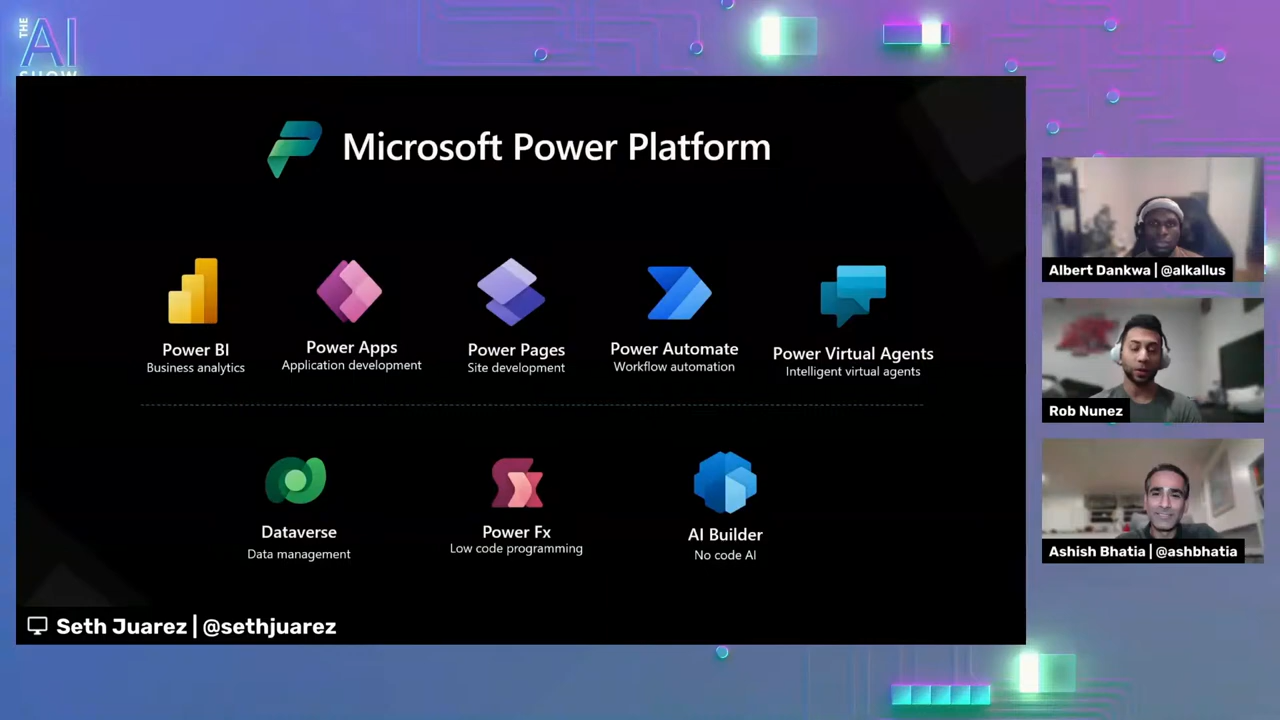 THE
AI
SHOW
Microsoft Power Platform
Power BI
Business analytics
Power Apps
Application development
Power Pages
Site development
Power Automate
Workflow automation
Power Virtual Agents
Intelligent virtual agents
Dataverse
Data management
Power Fx
Low code programming
AI Builder
No code AI
Seth Juarez | @sethjuarez
Albert Dankwa | @alkallus
Rob Nunez
Ashish Bhatia | @ashbhatia